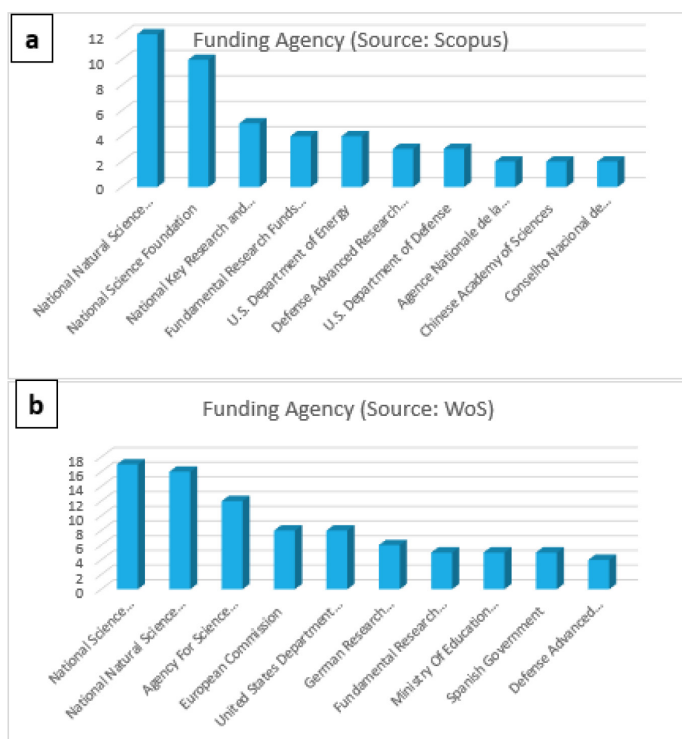 a
Funding Agency (Source: Scopus)
12
10
8
6
4
2
0
National Natural Science...
National Science Foundation
National Key Research and...
Fundamental Research Funds...
U.S. Department of Energy
Defense Advanced Research...
U.S. Department of Defense
Agence Nationale de la...
Chinese Academy of Sciences
Conselho Nacional de...
b
Funding Agency (Source: WoS)
18
16
14
12
10
8
6
4
2
0
National Science...
National Natural Science...
Agency For Science...
European Commission
United States Department...
German Research...
Fundamental Research...
Ministry Of Education...
Spanish Government
Defense Advanced...